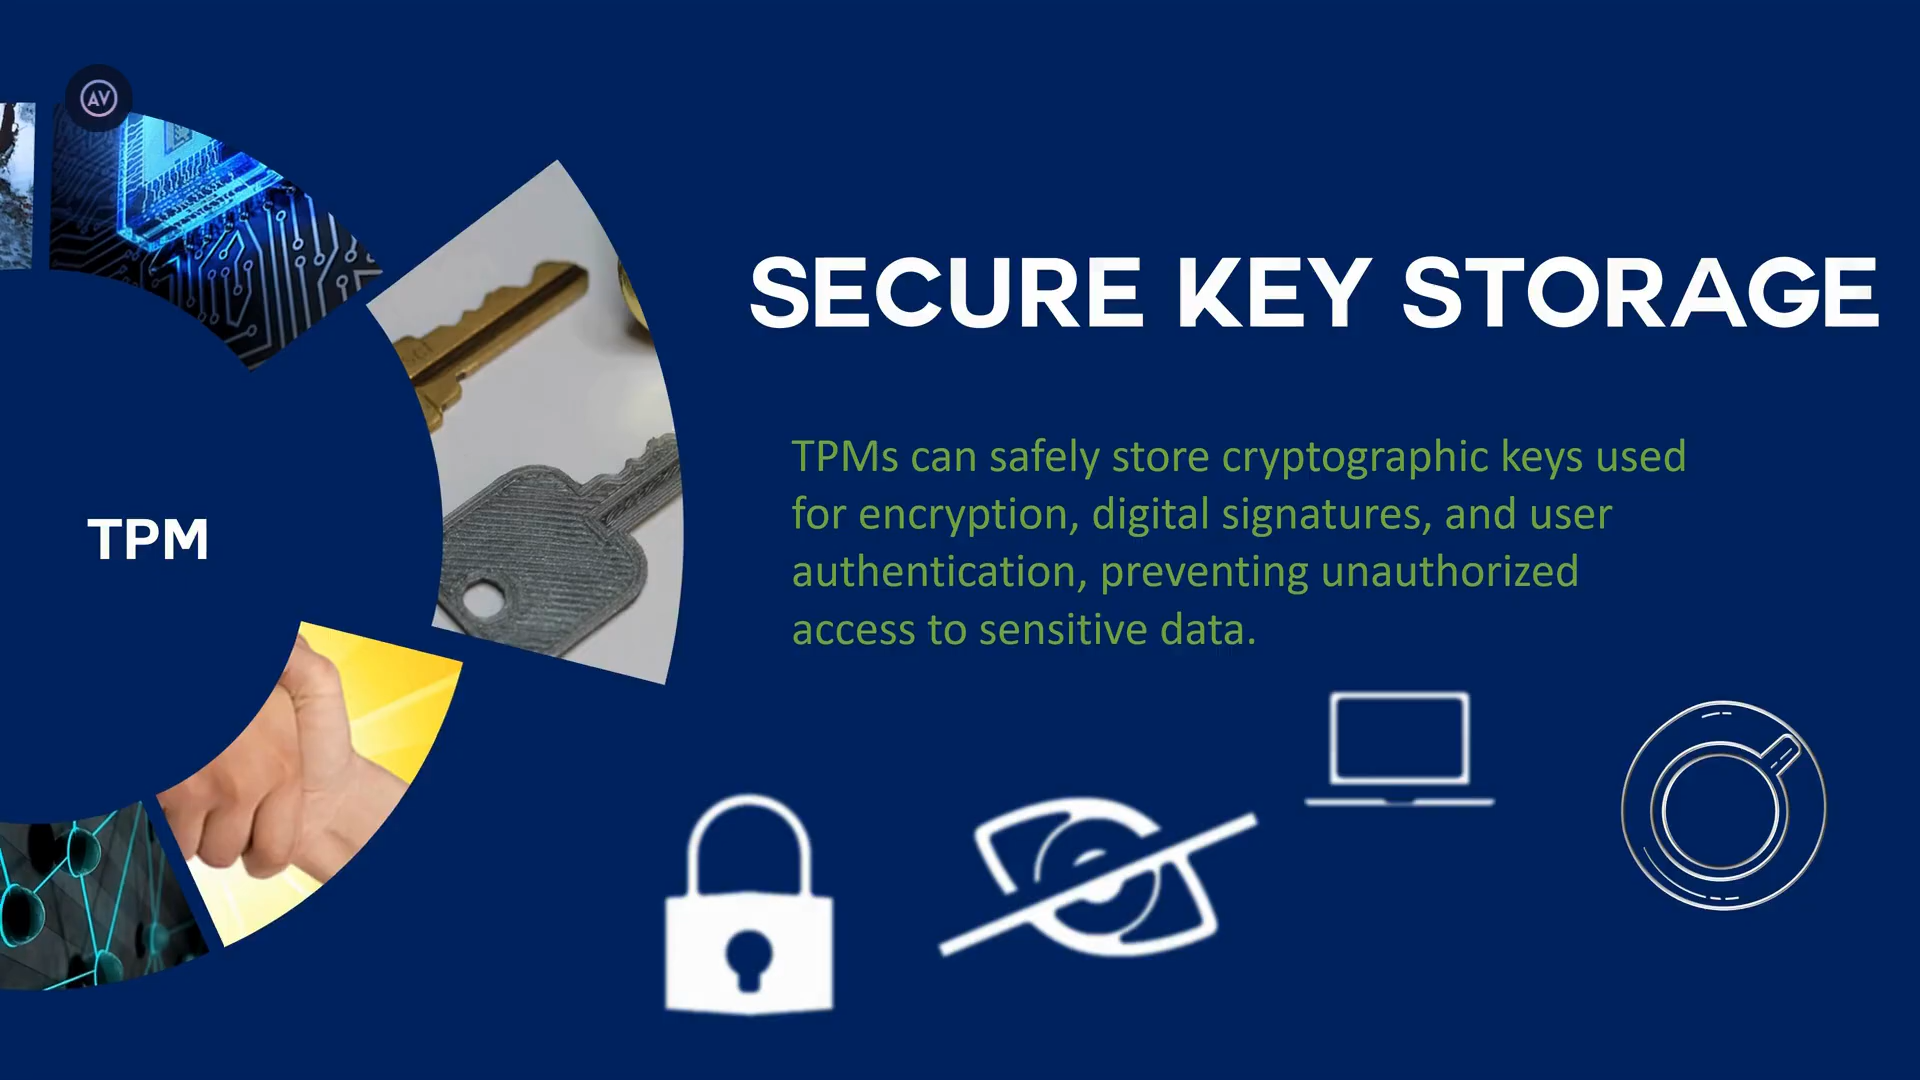 AV
SECURE KEY STORAGE
TPMs can safely store cryptographic keys used
for encryption, digital signatures, and user
authentication, preventing unauthorized
access to sensitive data.
TPM